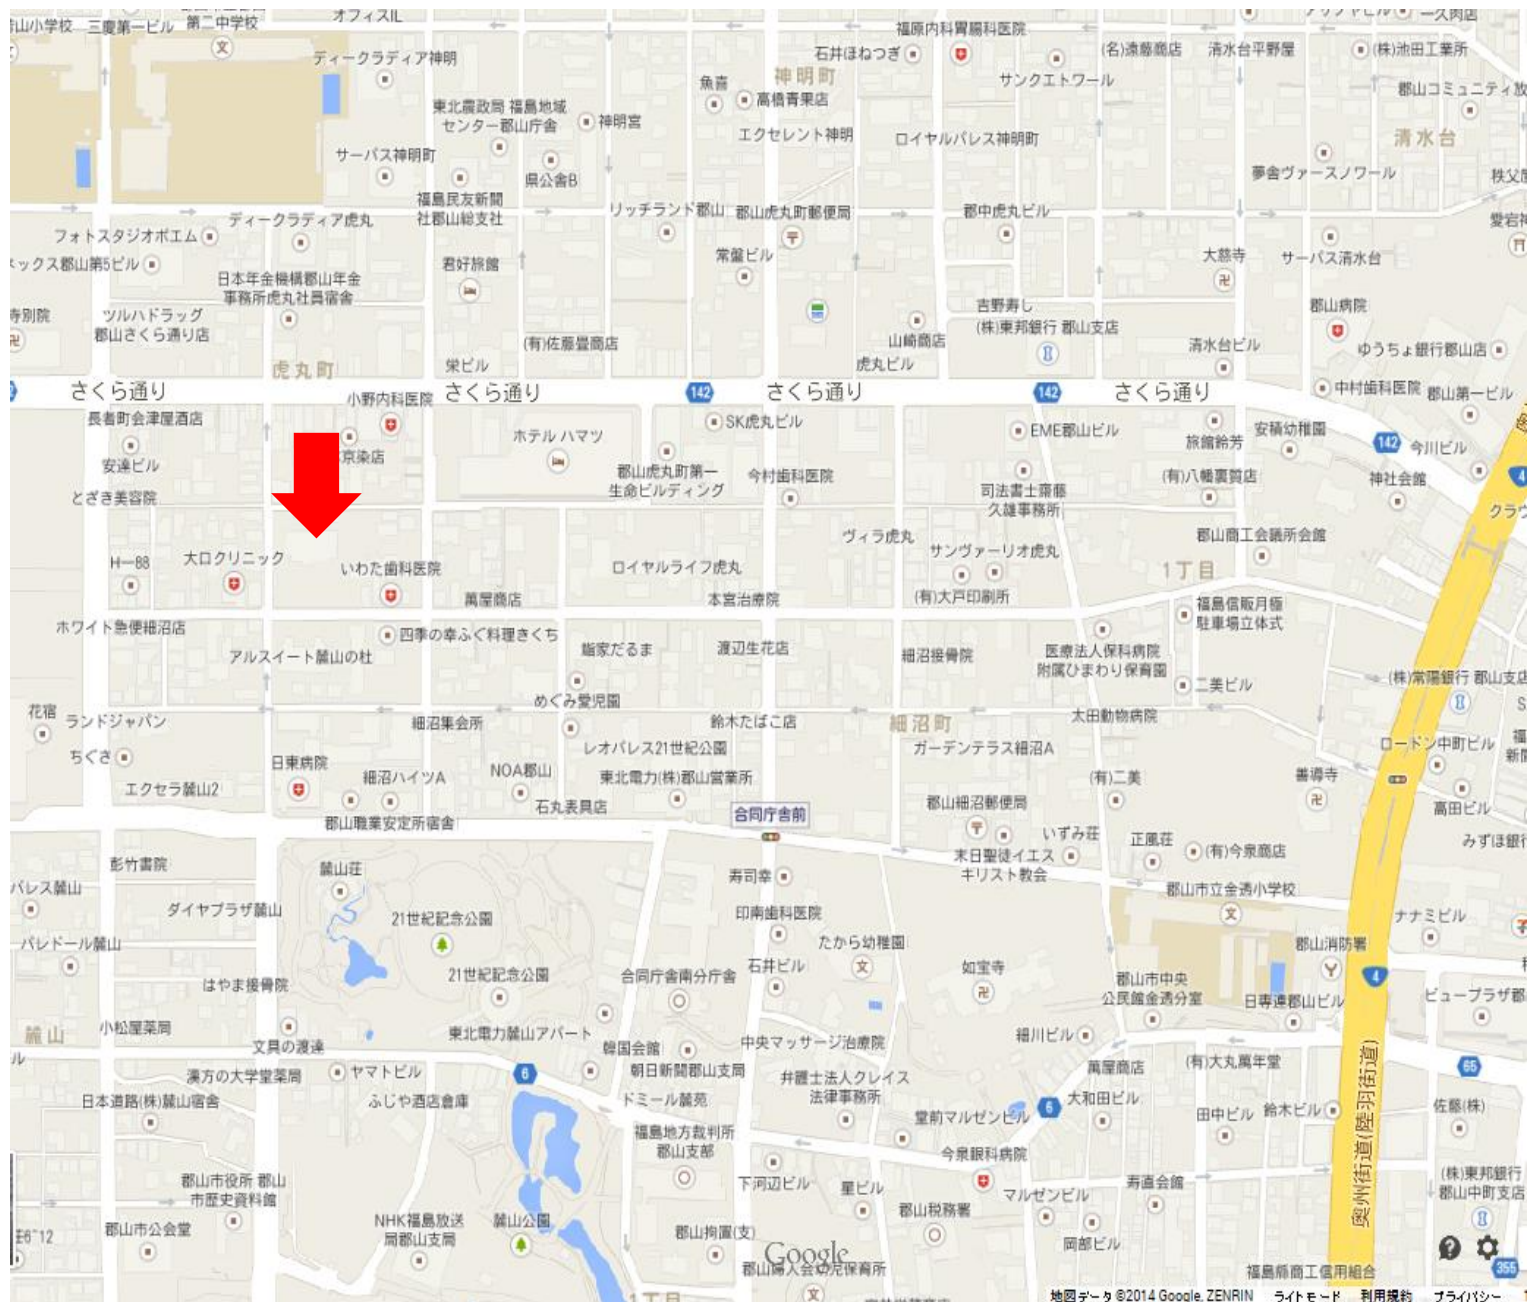 三慶第一ビル
第二中学校
オフィスIL
福原内科胃腸科医院
石井ほねつぎ
(名)遠藤商店
清水台平野屋
(株)池田工業所
ディークラディア神明
神明町
サンクエトワール
魚喜
高橋青果店
郡山コミュニティ放
東北農政局 福島地域
センター郡山庁舎
神明宮
エクセレント神明
ロイヤルパレス神明町
清水台
サーパス神明町
県公舎B
夢舎ヴァースノワール
秩父
福島民友新聞
社郡山総支社
リッチランド郡山
郡山虎丸町郵便局
郡中虎丸ビル
ディークラディア虎丸
フォトスタジオポエム
ックス郡山第5ビル
君好旅館
常盤ビル
大慈寺
サーパス清水台
日本年金機構郡山年金
事務所虎丸社員宿舎
寺別院
ツルハドラッグ
郡山さくら通り店
(有)佐藤畳商店
山崎商店
吉野寿し
(株)東邦銀行 郡山支店
郡山病院
清水台ビル
ゆうちょ銀行郡山店
虎丸町
栄ビル
虎丸ビル
中村歯科医院
郡山第一ビル
さくら通り
さくら通り
142
さくら通り
142
さくら通り
小野内科医院
長者町会津屋酒店
京染店
安達ビル
ホテル ハマツ
SK虎丸ビル
EME郡山ビル
旅館鈴芳
安積幼稚園
142
今川ビル
とざき美容院
郡山虎丸町第一
生命ビルディング
今村歯科医院
司法書士齋藤
久雄事務所
(有)八幡裏質店
神社会館
4
クラウ
H−88
大口クリニック
いわた歯科医院
ロイヤルライフ虎丸
ヴィラ虎丸
サンヴァーリオ虎丸
郡山商工会議所会館
1丁目
萬屋商店
本宮治療院
(有)大戸印刷所
福島信販月極
駐車場立体式
ホワイト急便細沼店
四季の幸ふぐ料理きくち
アルスイート麓山の杜
鮨家だるま
渡辺生花店
細沼接骨院
医療法人保科病院
附属ひまわり保育園
二美ビル
(株)常陽銀行 郡山支店
めぐみ愛児園
花宿
ランドジャパン
細沼集会所
鈴木たばこ店
細沼町
太田動物病院
ちぐさ
レオパレス21世紀公園
ガーデンテラス細沼A
ロードン中町ビル
日東病院
細沼ハイツA
NOA郡山
東北電力(株)郡山営業所
(有)二美
善導寺
エクセラ麓山2
石丸表具店
合同庁舎前
郡山細沼郵便局
高田ビル
郡山職業安定所宿舎
いずみ荘
正風荘
(有)今泉商店
みずほ銀行
彭竹書院
麓山荘
寿司幸
末日聖徒イエス
キリスト教会
郡山市立金透小学校
パレス麓山
ダイヤプラザ麓山
21世紀記念公園
印南歯科医院
ナナミビル
パレドール麓山
たから幼稚園
郡山消防署
はやま接骨院
21世紀記念公園
合同庁舎南分庁舎
石井ビル
如宝寺
郡山市中央
公民館金透分室
日専連郡山ビル
4
ビュープラザ郡
麓山
小松屋薬局
文具の渡達
東北電力麓山アパート
韓国会館
中央マッサージ治療院
細川ビル
漢方の大学堂薬局
ヤマトビル
6
朝日新聞郡山支局
弁護士法人クレイス
法律事務所
萬屋商店
(有)大丸萬年堂
65
日本道路(株)麓山宿舎
ふじや酒店倉庫
ドミール麓苑
堂前マルゼンビル
6
大和田ビル
田中ビル
鈴木ビル
佐藤(株)
福島地方裁判所
郡山支部
今泉眼科病院
奥州街道(陸羽街道)
郡山市役所 郡山
市歴史資料館
下河辺ビル
星ビル
マルゼンビル
寿直会館
(株)東邦銀行
郡山中町支店
郡山市公会堂
NHK福島放送
局郡山支局
麓山公園
郡山拘置(支)
郡山税務署
岡部ビル
Google
郡山婦人会幼児保育所
福島縣商工信用組合
355
1丁目
地図データ ©2014 Google, ZENRIN
ライトモード
利用規約
プライバシー